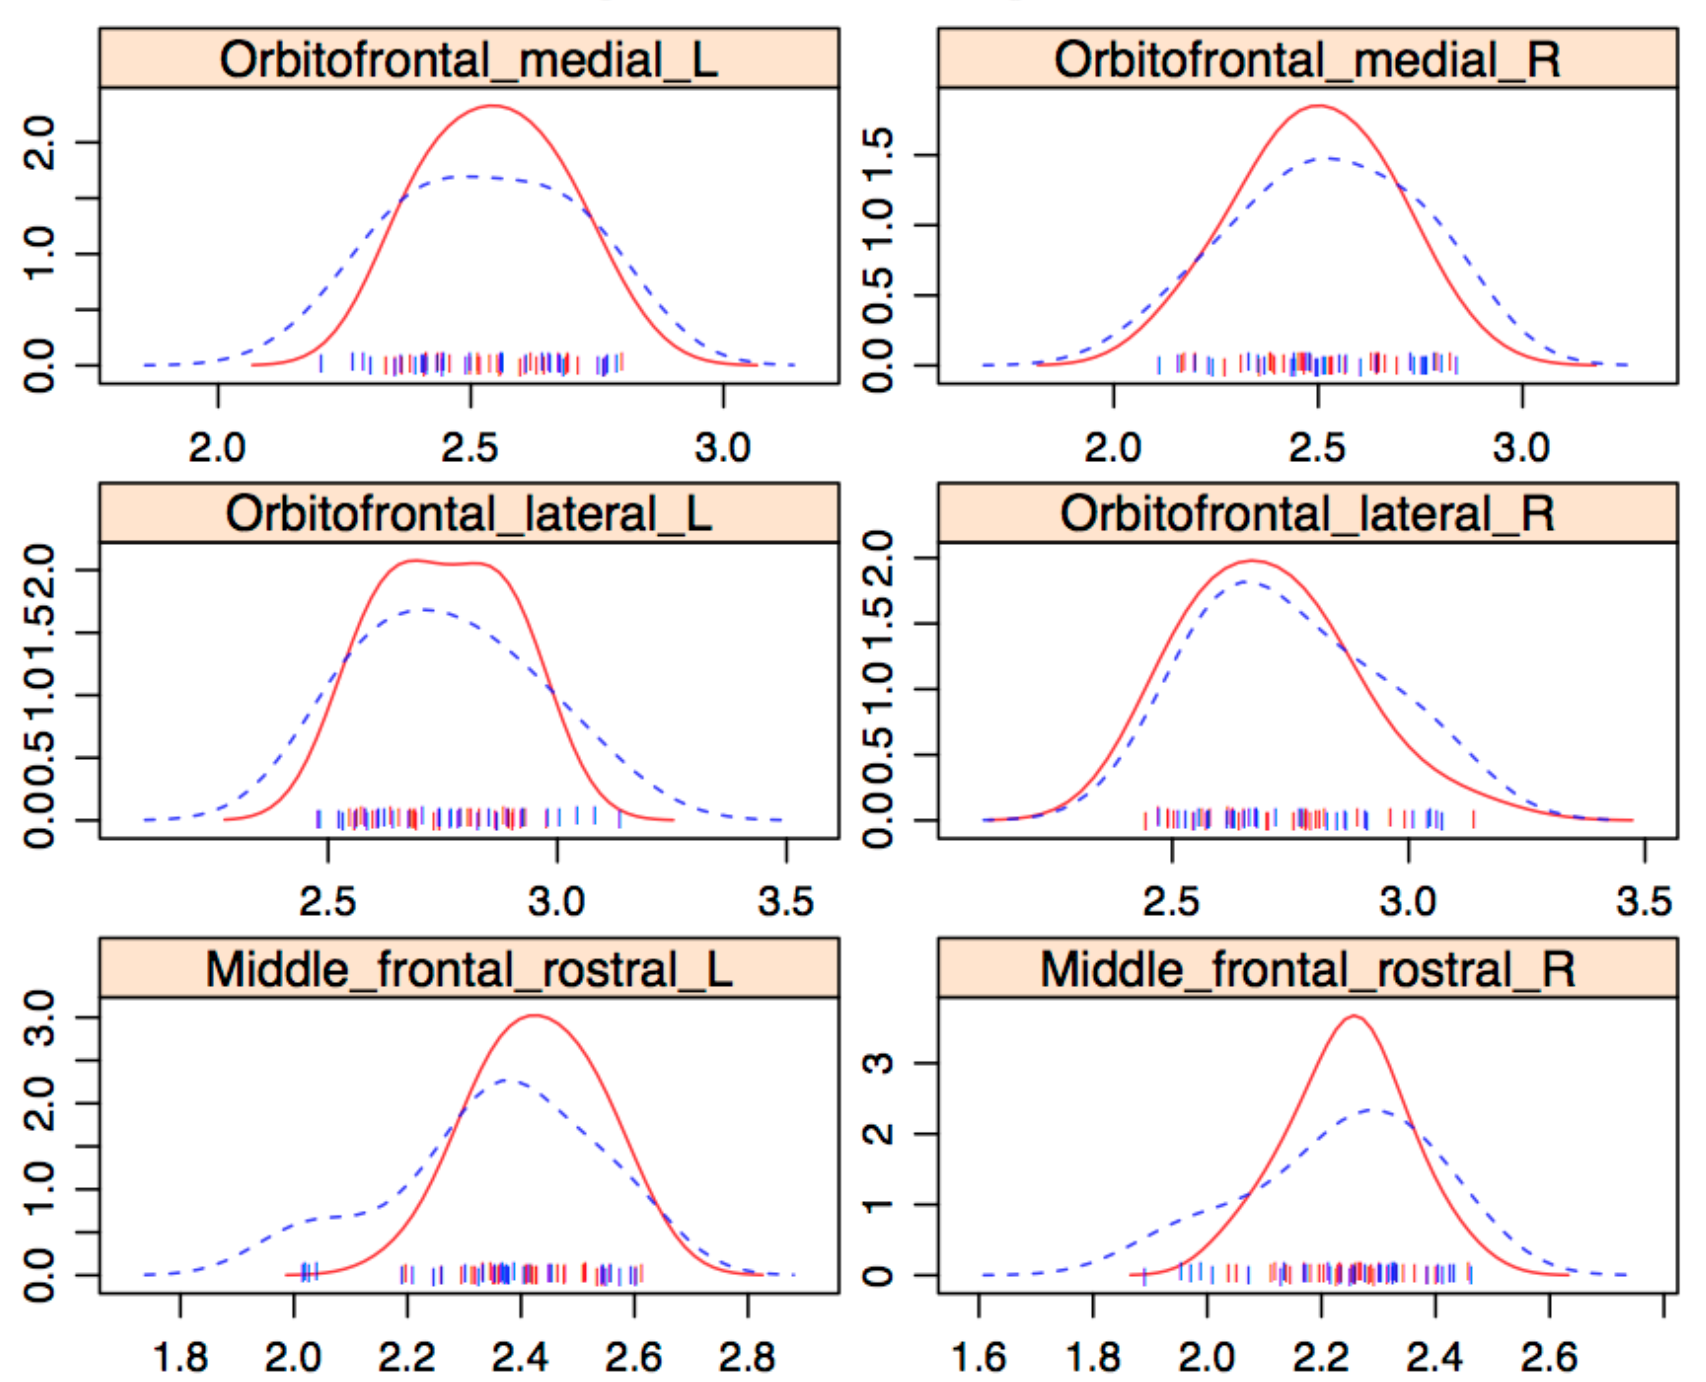 Orbitofrontal_medial_L
0.0 1.0 2.0
2.0 2.5 3.0
Orbitofrontal_medial_R
0.0 0.5 1.0 1.5
2.0 2.5 3.0
Orbitofrontal_lateral_L
0.0 0.5 1.0 1.5 2.0
2.5 3.0 3.5
Orbitofrontal_lateral_R
0.0 0.5 1.0 1.5 2.0
2.5 3.0 3.5
Middle_frontal_rostral_L
0.0 1.0 2.0 3.0
1.8 2.0 2.2 2.4 2.6 2.8
Middle_frontal_rostral_R
0 1 2 3
1.6 1.8 2.0 2.2 2.4 2.6